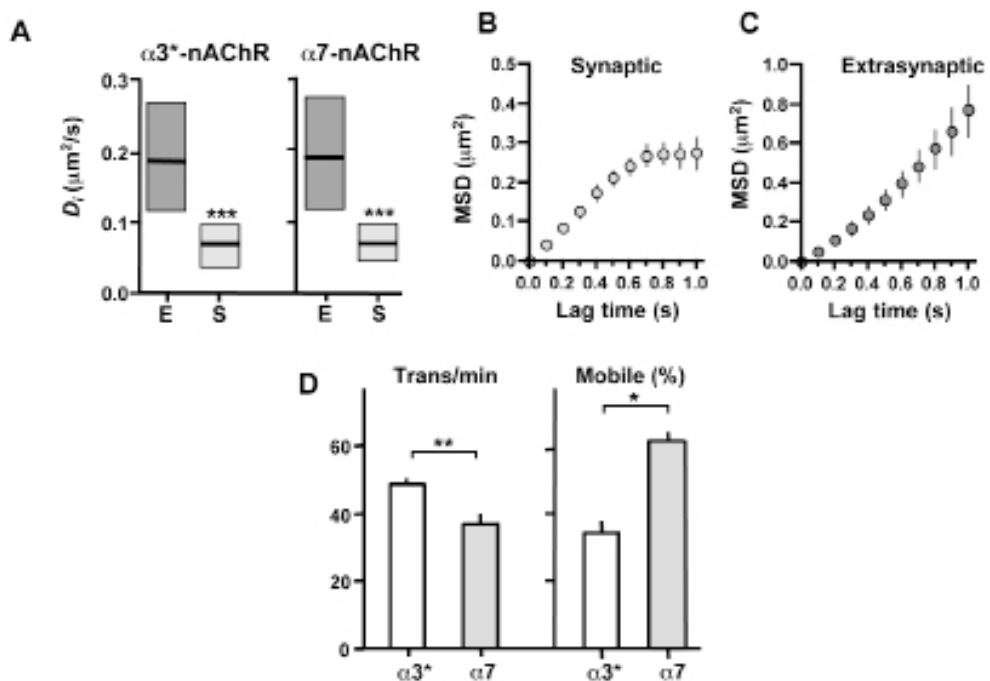 A
α3*-nAChR
α7-nAChR
Di (μm²/s)
0.3
0.2
0.1
0.0
***
***
E
S
E
S
B
Synaptic
MSD (μm²)
0.5
0.4
0.3
0.2
0.1
0.0
0.0 0.2 0.4 0.6 0.8 1.0
Lag time (s)
C
Extrasynaptic
MSD (μm²)
1.0
0.8
0.6
0.4
0.2
0.0
0.0 0.2 0.4 0.6 0.8 1.0
Lag time (s)
D
Trans/min
Mobile (%)
**
*
60
40
20
0
α3*
α7
α3*
α7